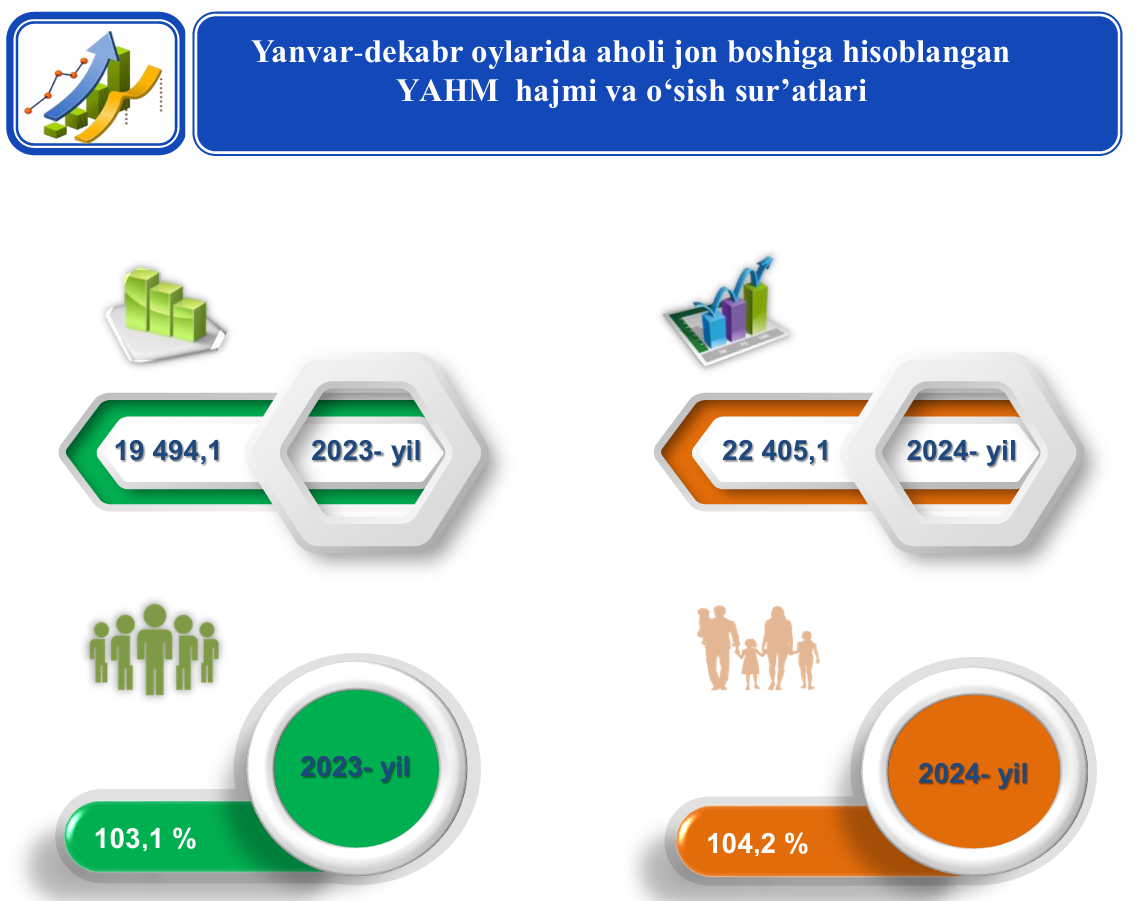 Yanvar-dekabr oylarida aholi jon boshiga hisoblangan
YAHM hajmi va o‘sish sur’atlari
19 494,1
2023- yil
22 405,1
2024- yil
2023- yil
103,1 %
2024- yil
104,2 %